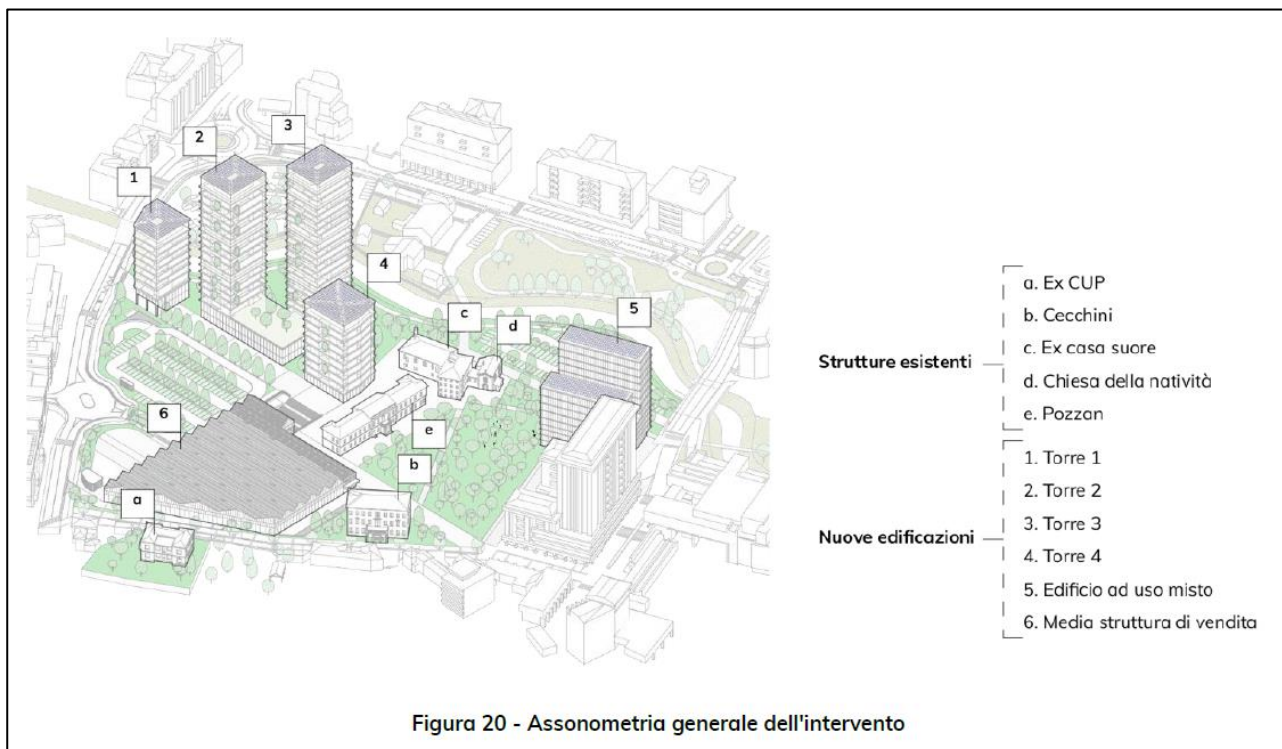 3
2
1
4
5
c
d
6
e
b
a
Strutture esistenti
a. Ex CUP
b. Cecchini
c. Ex casa suore
d. Chiesa della natività
e. Pozzan
Nuove edificazioni
1. Torre 1
2. Torre 2
3. Torre 3
4. Torre 4
5. Edificio ad uso misto
6. Media struttura di vendita
Figura 20 - Assonometria generale dell'intervento